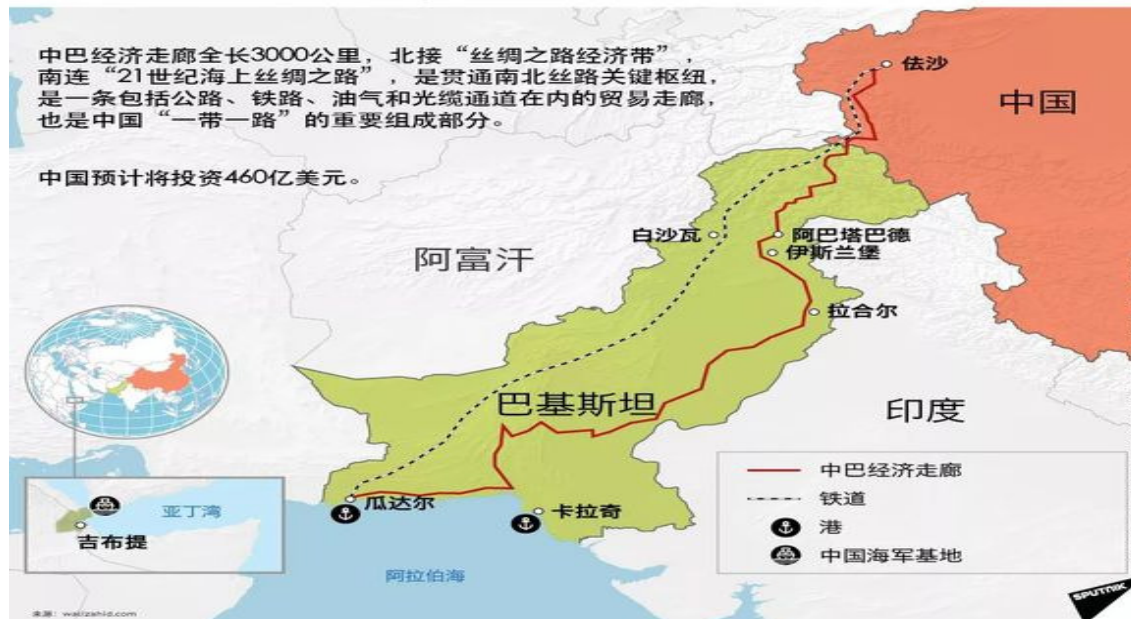 中巴经济走廊全长3000公里，北接“丝绸之路经济带”，
南连“21世纪海上丝绸之路”，是贯通南北丝路关键枢纽，
是一条包括公路、铁路、油气和光缆通道在内的贸易走廊，
也是中国“一带一路”的重要组成部分。
中国预计将投资460亿美元。
依沙
中国
白沙瓦
阿巴塔巴德
伊斯兰堡
阿富汗
拉合尔
巴基斯坦
印度
中巴经济走廊
铁道
港
中国海军基地
瓜达尔
卡拉奇
亚丁湾
吉布提
阿拉伯海
来源：walizahid.com
SPUTNIK